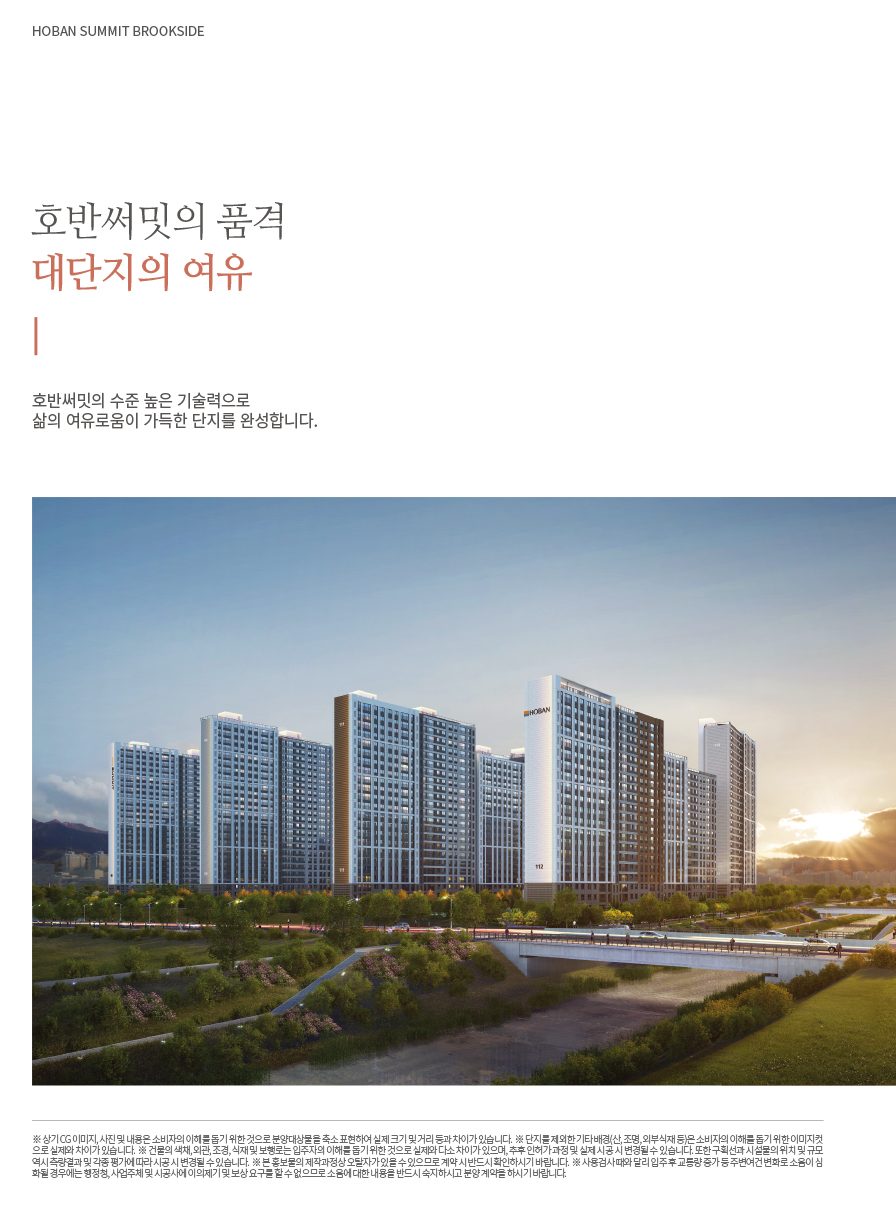 HOBAN SUMMIT BROOKSIDE
호반써밋의 품격
대단지의 여유
호반써밋의 수준 높은 기술력으로
삶의 여유로움이 가득한 단지를 완성합니다.
HOBAN
112
※ 상기 CG 이미지, 사진 및 내용은 소비자의 이해를 돕기 위한 것으로 분양대상물을 축소 표현하여 실제 크기 및 거리 등과 차이가 있습니다. ※ 단지를 제외한 기타 배경(산, 조명, 외부식재 등)은 소비자의 이해를 돕기 위한 이미지컷
으로 실제와 차이가 있습니다. ※ 건물의 색채, 외관, 조경, 식재 및 보행로는 입주자의 이해를 돕기 위한 것으로 실제와 다소 차이가 있으며, 추후 인허가 과정 및 실제 시공 시 변경될 수 있습니다. 또한 구획선과 시설물의 위치 및 규모
역시 측량결과 및 각종 평가에 따라 시공 시 변경될 수 있습니다. ※ 본 홍보물의 제작과정상 오탈자가 있을 수 있으므로 계약 시 반드시 확인하시기 바랍니다. ※ 사용검사 때와 달리 입주 후 교통량 증가 등 주변여건 변화로 소음이 심
화될 경우에는 행정청, 사업주체 및 시공사에 이의제기 및 보상 요구를 할 수 없으므로 소음에 대한 내용을 반드시 숙지하시고 분양 계약을 하시기 바랍니다.